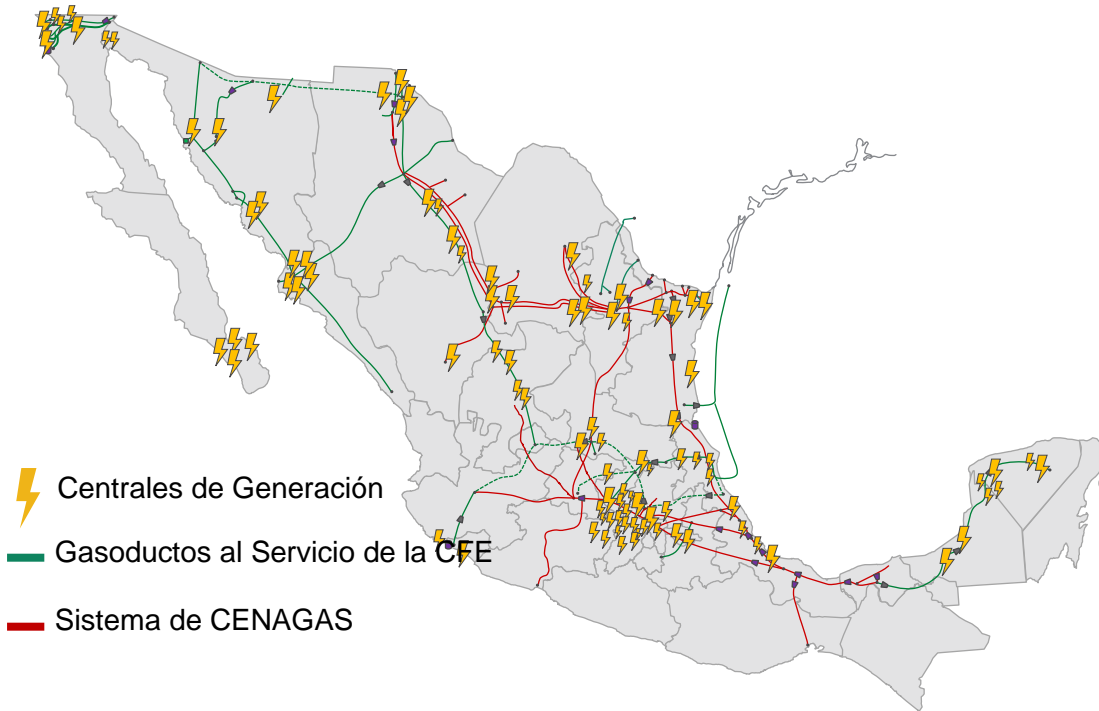 Centrales de Generación
Gasoductos al Servicio de la CFE
Sistema de CENAGAS